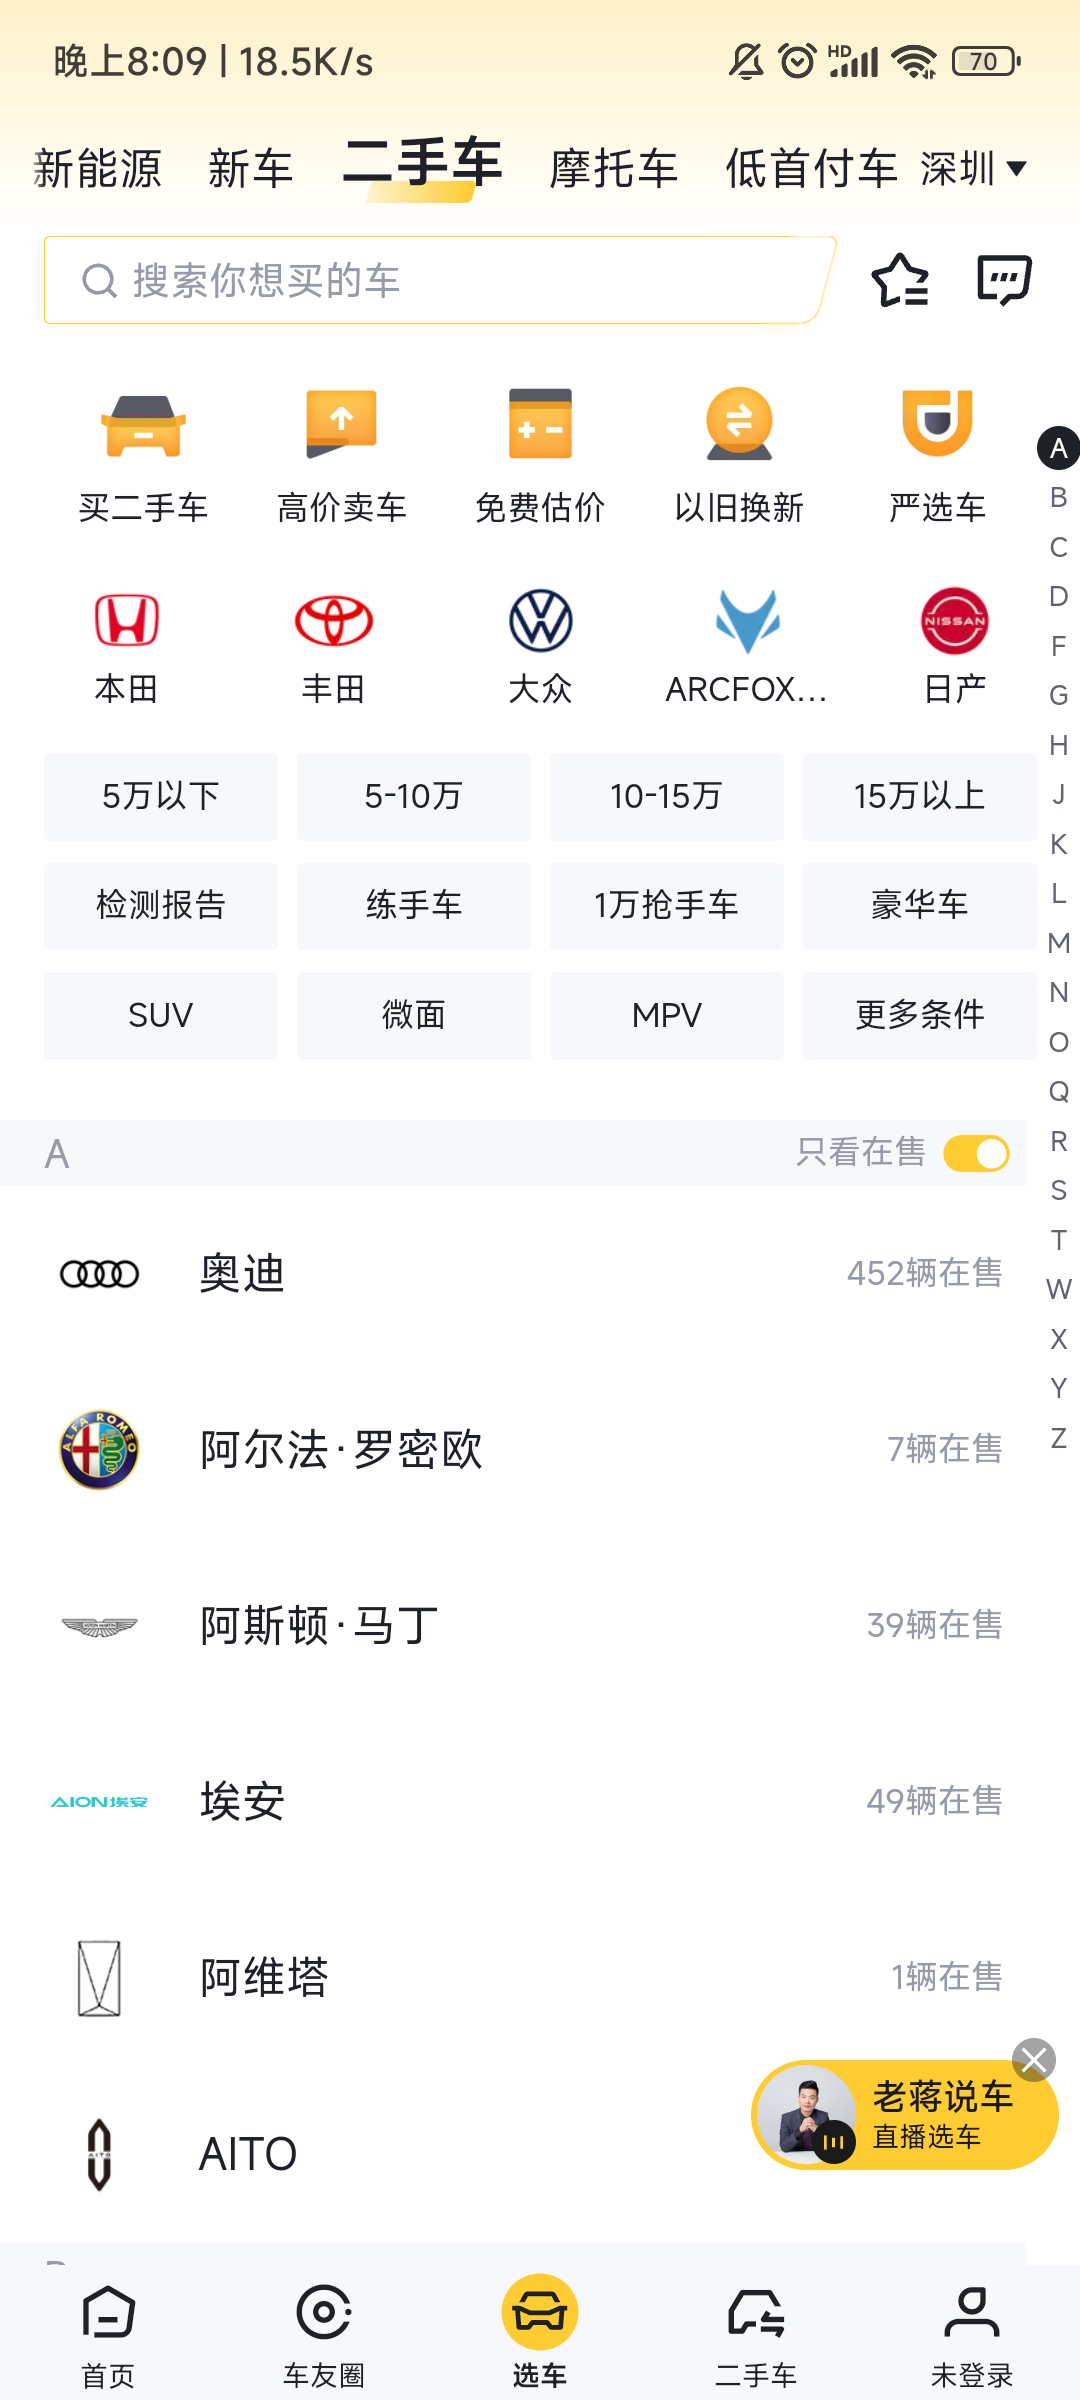 晚上8:09 | 18.5K/s
HD
70
新能源 新车 二手车 摩托车 低首付车 深圳
搜索你想买的车
买二手车 高价卖车 免费估价 以旧换新 严选车
NISSAN
本田 丰田 大众 ARCFOX... 日产
5万以下 5-10万 10-15万 15万以上
检测报告 练手车 1万抢手车 豪华车
SUV 微面 MPV 更多条件
A 只看在售
奥迪 452辆在售
ALFA ROMEO
阿尔法·罗密欧 7辆在售
ASTON MARTIN
阿斯顿·马丁 39辆在售
AION埃安
埃安 49辆在售
阿维塔 1辆在售
AITO
AITO
老蒋说车
直播选车
A
B
C
D
F
G
H
J
K
L
M
N
O
Q
R
S
T
W
X
Y
Z
首页 车友圈 选车 二手车 未登录